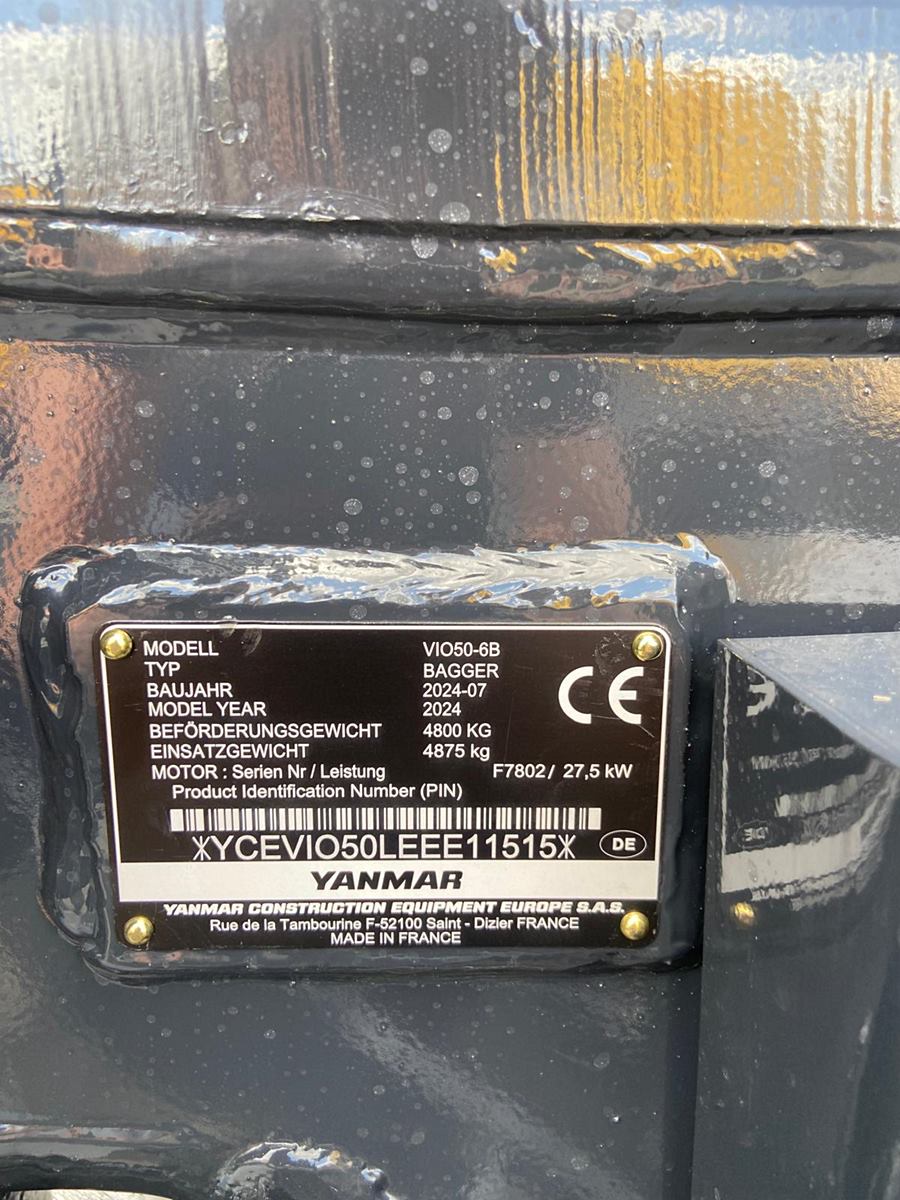 MODELL VIO50-6B
TYP BAGGER
BAUJAHR 2024-07
MODEL YEAR 2024
BEFÖRDERUNGSGEWICHT 4800 KG
EINSATZGEWICHT 4875 kg
CE
MOTOR : Serien Nr / Leistung F7802 / 27,5 kW
Product Identification Number (PIN)
*YCEVIO50LEEE11515*
DE
YANMAR
YANMAR CONSTRUCTION EQUIPMENT EUROPE S.A.S.
Rue de la Tambourine F-52100 Saint - Dizier FRANCE
MADE IN FRANCE